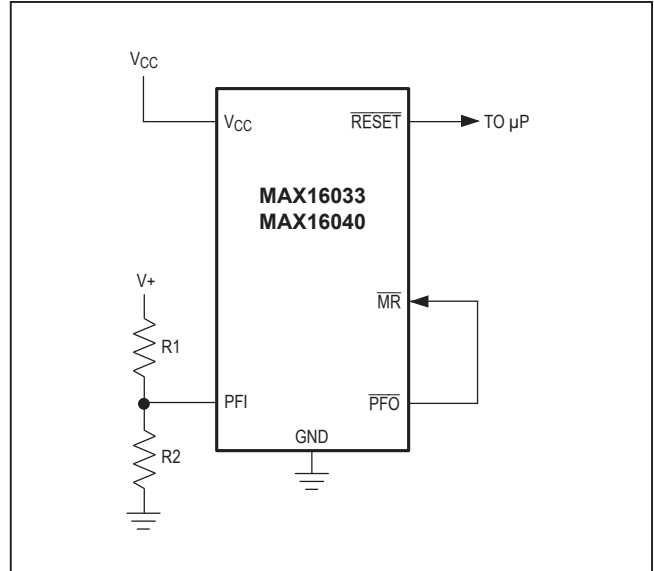 VCC
VCC
RESET
TO µP
MAX16033
MAX16040
V+
MR
R1
PFI
PFO
GND
R2